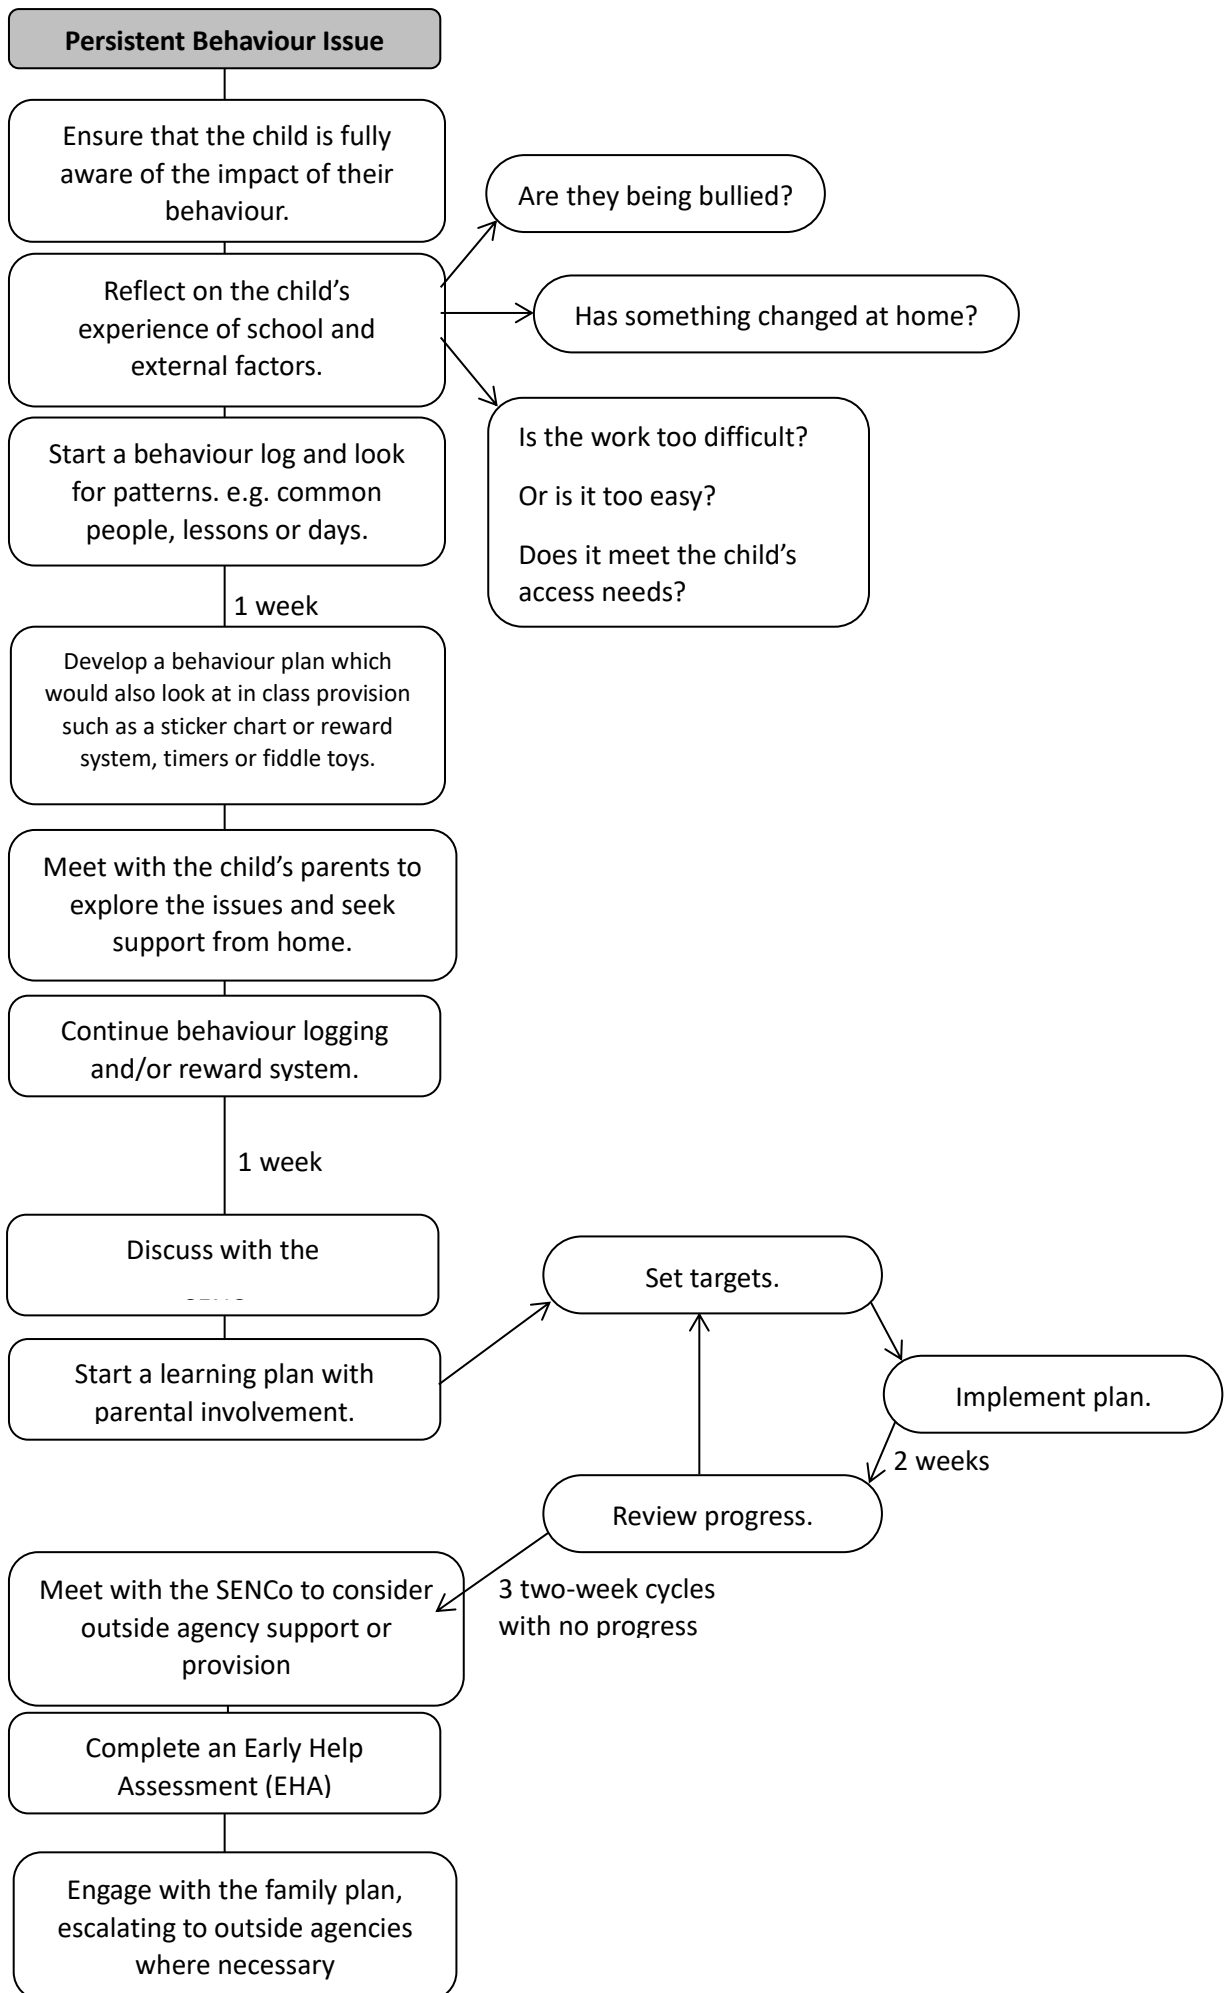 Persistent Behaviour Issue
Ensure that the child is fully
aware of the impact of their
behaviour.
Are they being bullied?
Reflect on the child’s
experience of school and
external factors.
Has something changed at home?
Is the work too difficult?
Or is it too easy?
Does it meet the child’s
access needs?
Start a behaviour log and look
for patterns. e.g. common
people, lessons or days.
1 week
Develop a behaviour plan which
would also look at in class provision
such as a sticker chart or reward
system, timers or fiddle toys.
Meet with the child’s parents to
explore the issues and seek
support from home.
Continue behaviour logging
and/or reward system.
1 week
Discuss with the
Start a learning plan with
parental involvement.
Set targets.
Implement plan.
2 weeks
Review progress.
3 two-week cycles
with no progress
Meet with the SENCo to consider
outside agency support or
provision
Complete an Early Help
Assessment (EHA)
Engage with the family plan,
escalating to outside agencies
where necessary